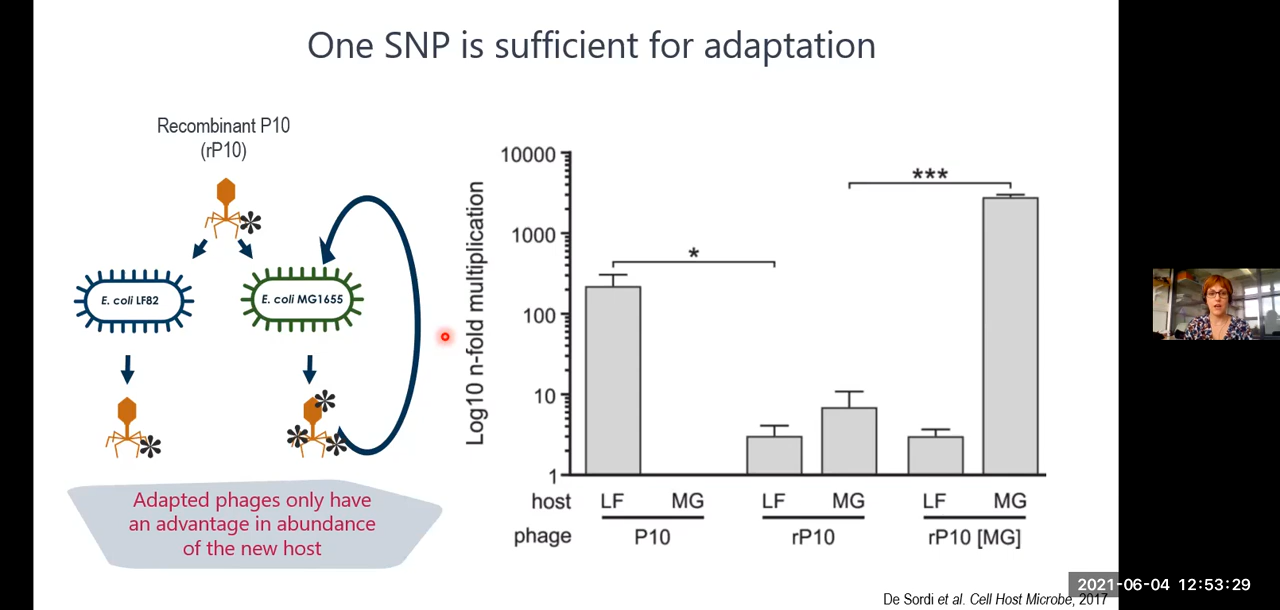 One SNP is sufficient for adaptation
Recombinant P10
(rP10)
E. coli LF82
E. coli MG1655
Adapted phages only have
an advantage in abundance
of the new host
Log10 n-fold multiplication
10000
1000
100
10
1
*
***
host LF MG LF MG LF MG
phage P10 rP10 rP10 [MG]
De Sordi et al. Cell Host Microbe, 2017
2021-06-04 12:53:29